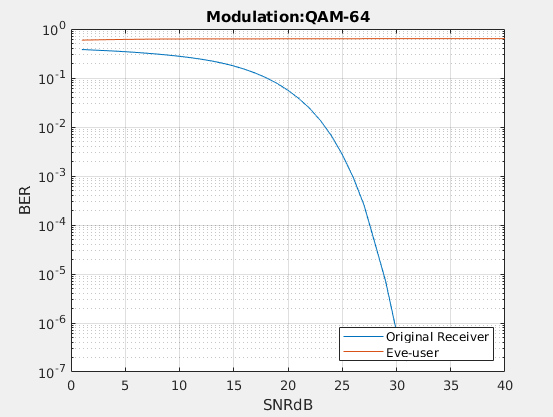 Modulation:QAM-64
BER
10^0
10^-1
10^-2
10^-3
10^-4
10^-5
10^-6
10^-7
0 5 10 15 20 25 30 35 40
SNRdB
Original Receiver
Eve-user